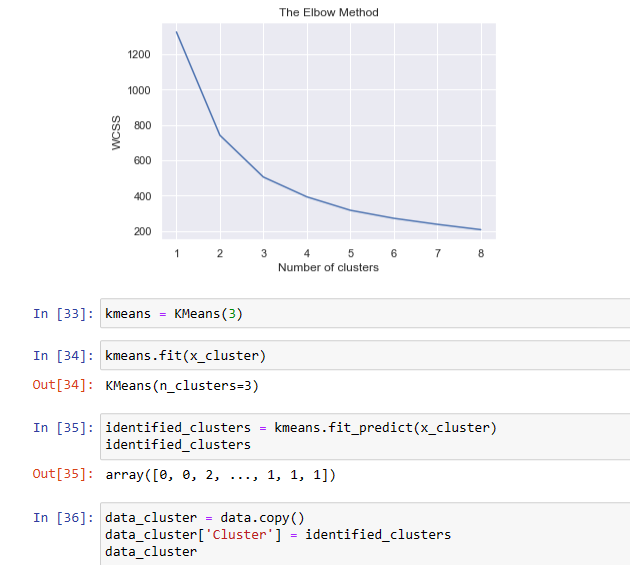 The Elbow Method
1200
1000
800
600
400
200
WCSS
1 2 3 4 5 6 7 8
Number of clusters
In [33]: kmeans = KMeans(3)
In [34]: kmeans.fit(x_cluster)
Out[34]: KMeans(n_clusters=3)
In [35]: identified_clusters = kmeans.fit_predict(x_cluster)
identified_clusters
Out[35]: array([0, 0, 2, ..., 1, 1, 1])
In [36]: data_cluster = data.copy()
data_cluster['Cluster'] = identified_clusters
data_cluster